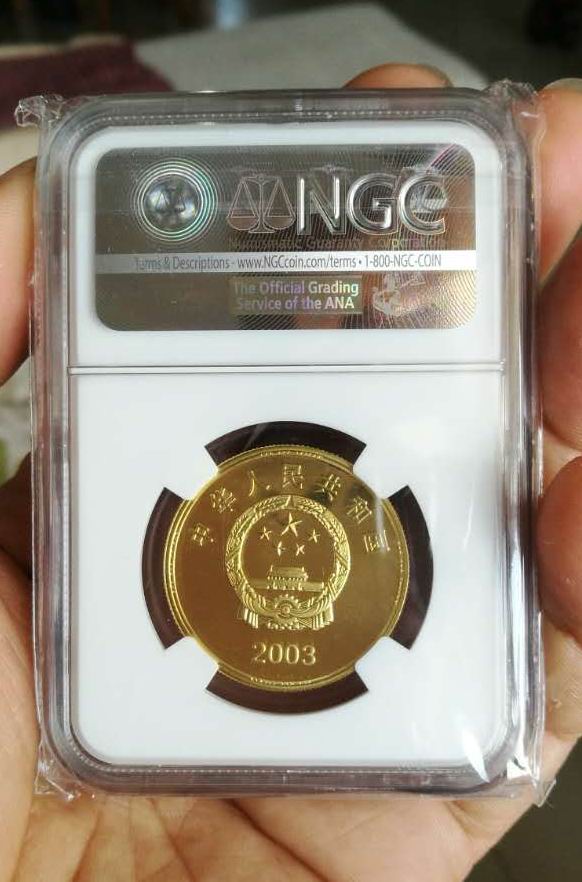 NGC
Numismatic Guaranty Corporation
Terms & Descriptions - www.NGCcoin.com/terms • 1-800-NGC-COIN
The Official Grading
Service of the ANA
中华人民共和国
2003